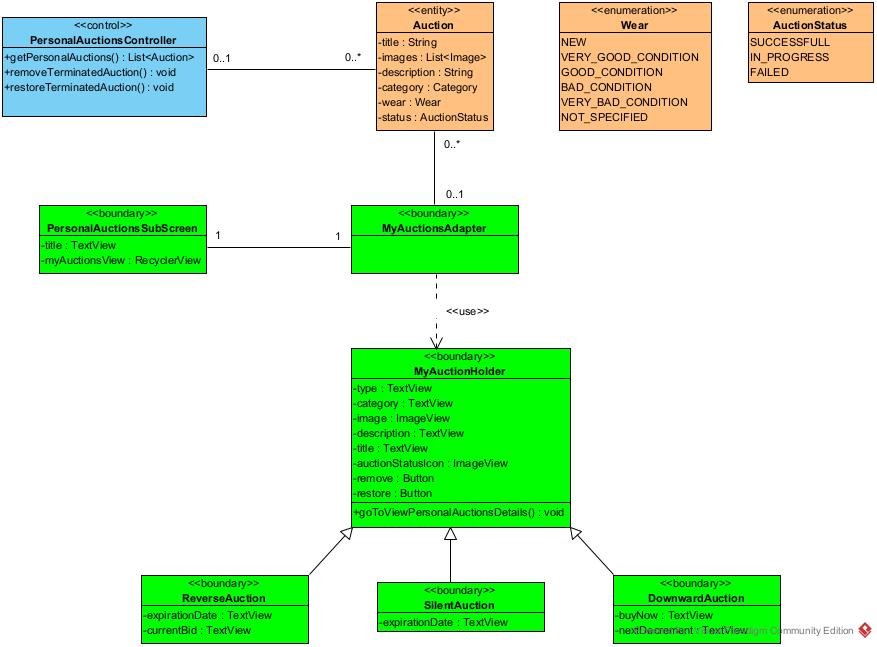 <<control>>
PersonalAuctionsController
+getPersonalAuctions() : List<Auction>
+removeTerminatedAuction() : void
+restoreTerminatedAuction() : void
0..1
0..*
<<entity>>
Auction
-title : String
-images : List<Image>
-description : String
-category : Category
-wear : Wear
-status : AuctionStatus
<<enumeration>>
Wear
NEW
VERY_GOOD_CONDITION
GOOD_CONDITION
BAD_CONDITION
VERY_BAD_CONDITION
NOT_SPECIFIED
<<enumeration>>
AuctionStatus
SUCCESSFULL
IN_PROGRESS
FAILED
0..*
0..1
<<boundary>>
PersonalAuctionsSubScreen
-title : TextView
-myAuctionsView : RecyclerView
1
1
<<boundary>>
MyAuctionsAdapter
<<use>>
<<boundary>>
MyAuctionHolder
-type : TextView
-category : TextView
-image : ImageView
-description : TextView
-title : TextView
-auctionStatusIcon : ImageView
-remove : Button
-restore : Button
+goToViewPersonalAuctionsDetails() : void
<<boundary>>
ReverseAuction
-expirationDate : TextView
-currentBid : TextView
<<boundary>>
SilentAuction
-expirationDate : TextView
<<boundary>>
DownwardAuction
-buyNow : TextView
-nextDecrement : TextView
Community Edition